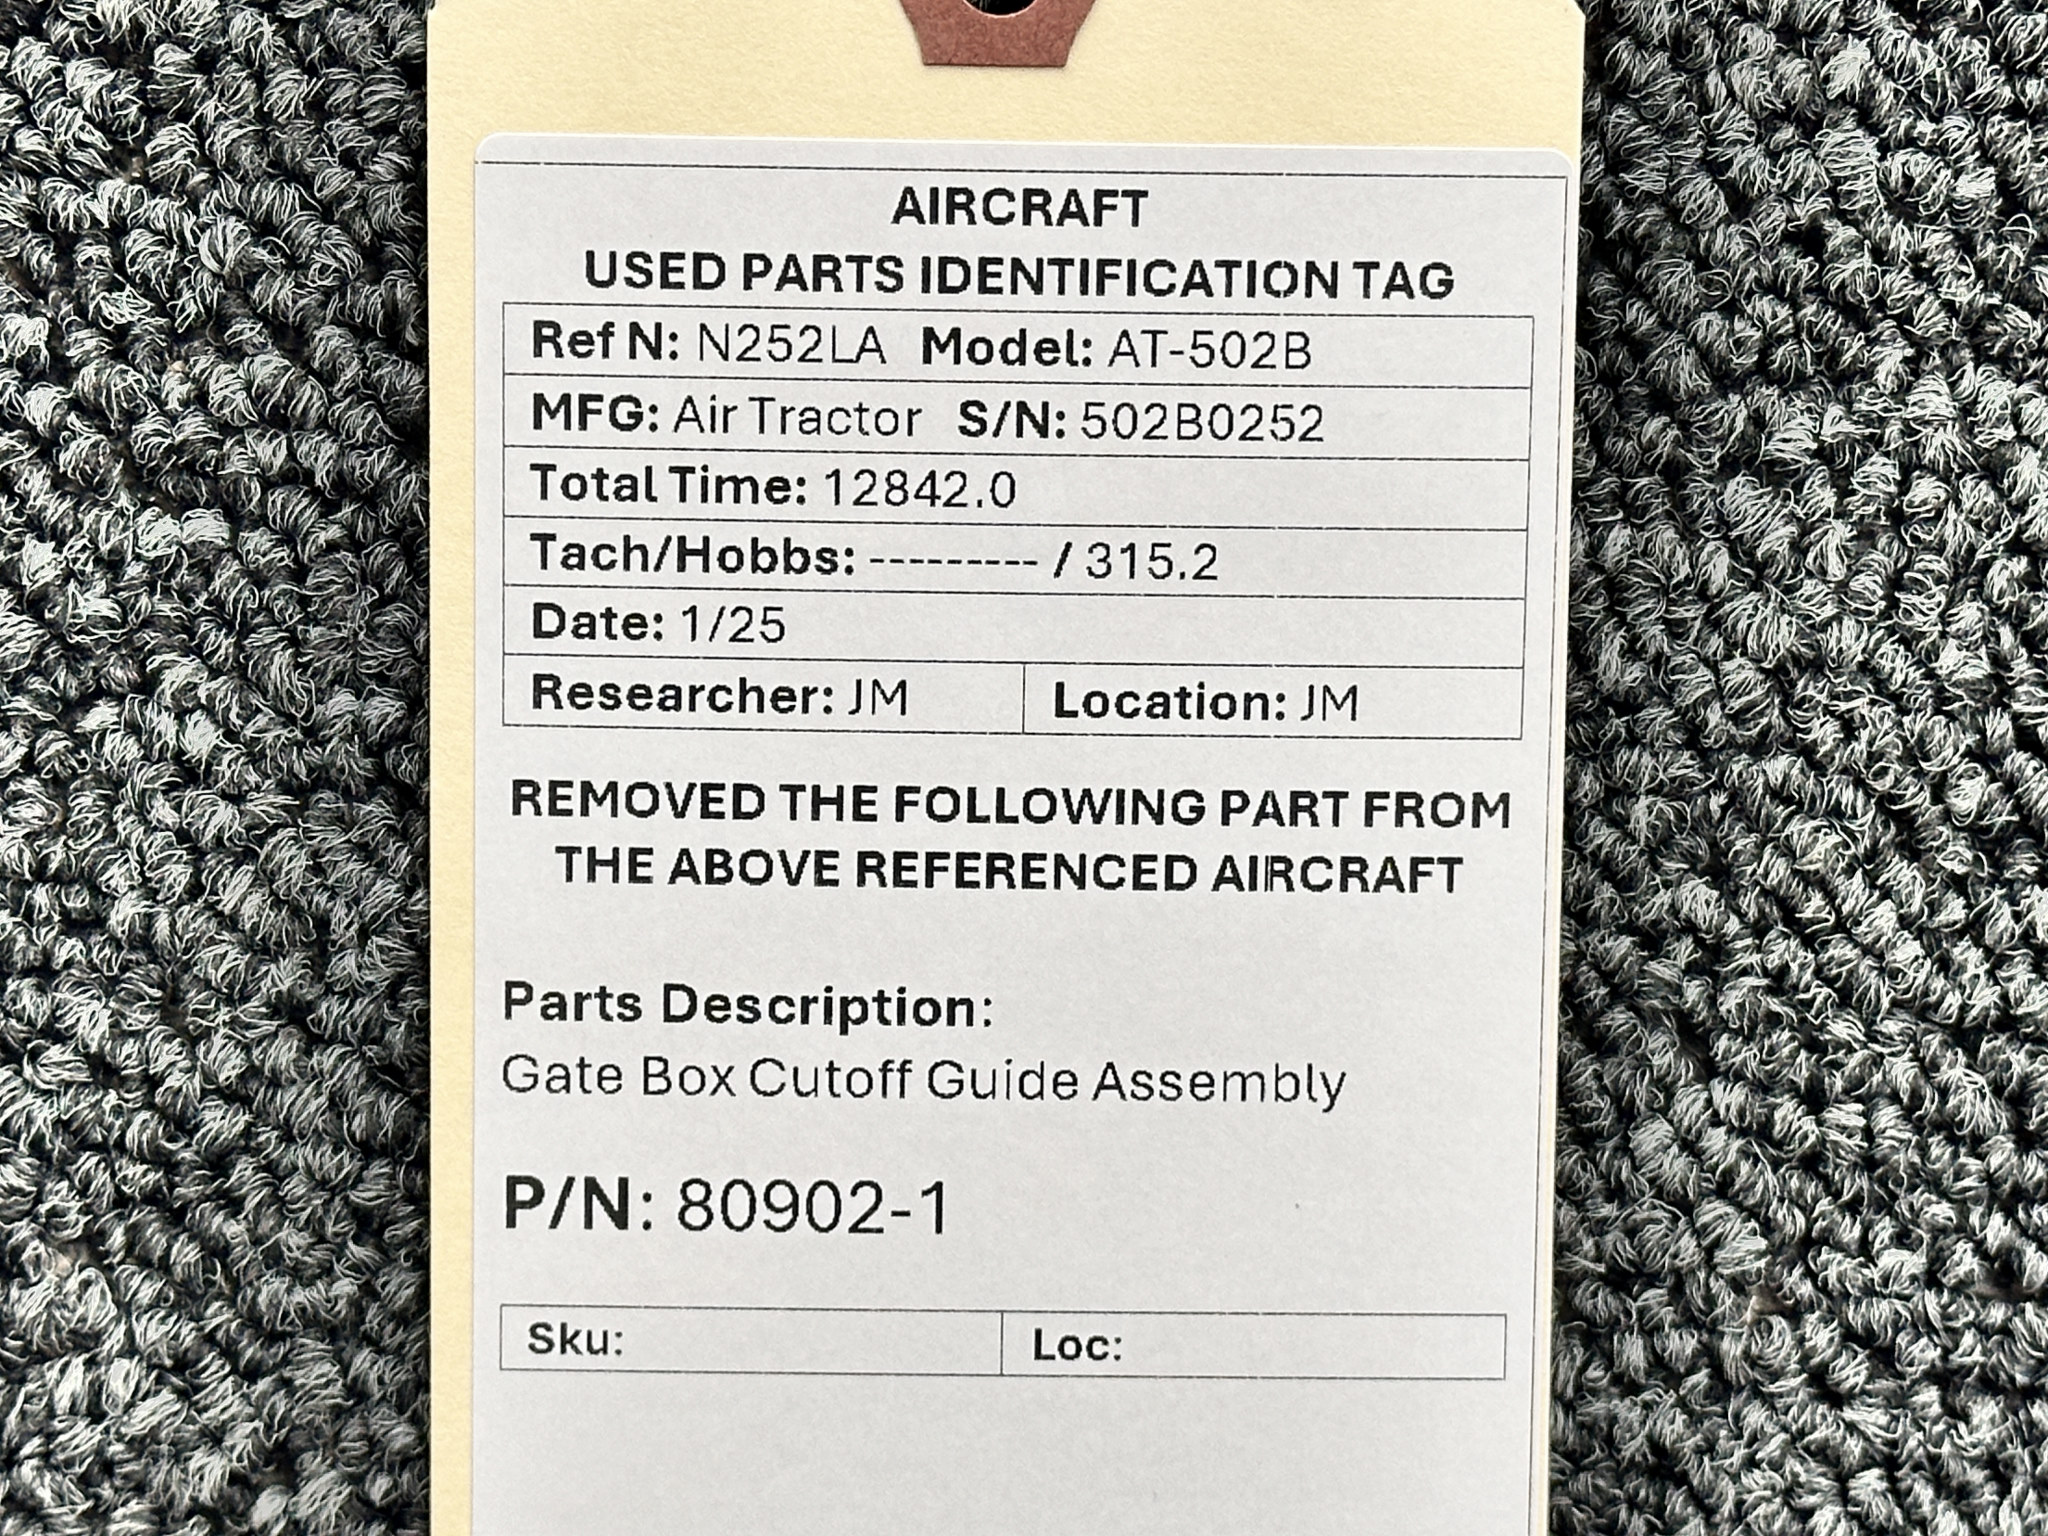 AIRCRAFT
USED PARTS IDENTIFICATION TAG
Ref N: N252LA Model: AT-502B
MFG: Air Tractor S/N: 502B0252
Total Time: 12842.0
Tach/Hobbs: --------- / 315.2
Date: 1/25
Researcher: JM Location: JM
REMOVED THE FOLLOWING PART FROM
THE ABOVE REFERENCED AIRCRAFT
Parts Description:
Gate Box Cutoff Guide Assembly
P/N: 80902-1
Sku: Loc: